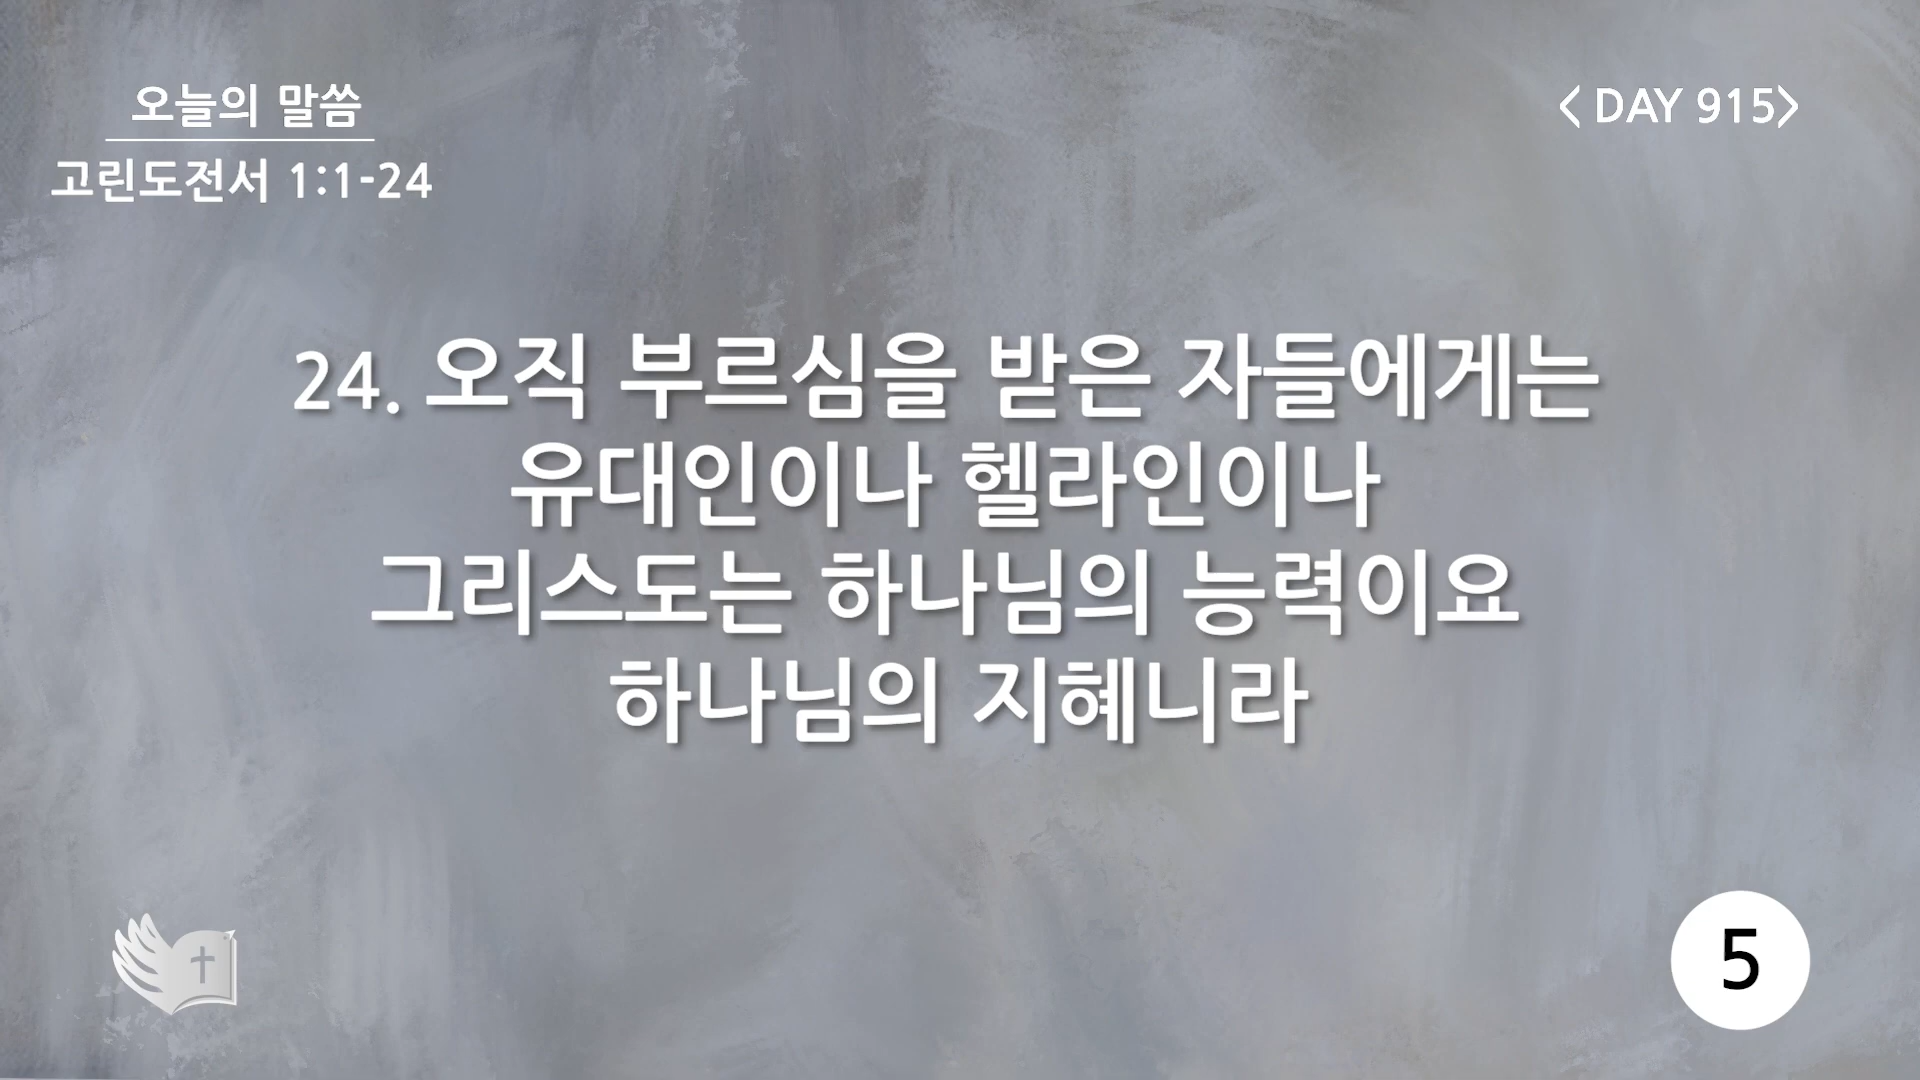 오늘의 말씀
고린도전서 1:1-24
< DAY 915>
24. 오직 부르심을 받은 자들에게는
유대인이나 헬라인이나
그리스도는 하나님의 능력이요
하나님의 지혜니라
5